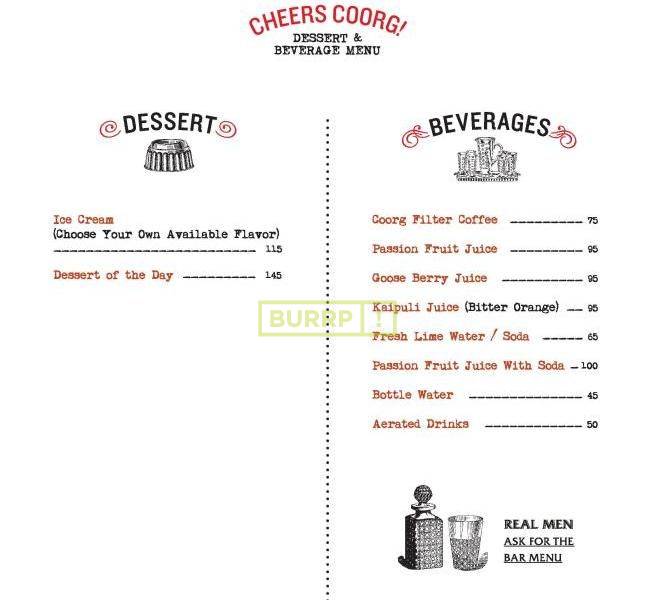 CHEERS COORG!
DESSERT &
BEVERAGE MENU
DESSERT
Ice Cream
(Choose Your Own Available Flavor)
115
Dessert of the Day 145
BEVERAGES
Coorg Filter Coffee 75
Passion Fruit Juice 95
Goose Berry Juice 95
Kaipuli Juice (Bitter Orange) 95
Fresh Lime Water / Soda 65
Passion Fruit Juice With Soda 100
Bottle Water 45
Aerated Drinks 50
BURRP !
REAL MEN
ASK FOR THE
BAR MENU